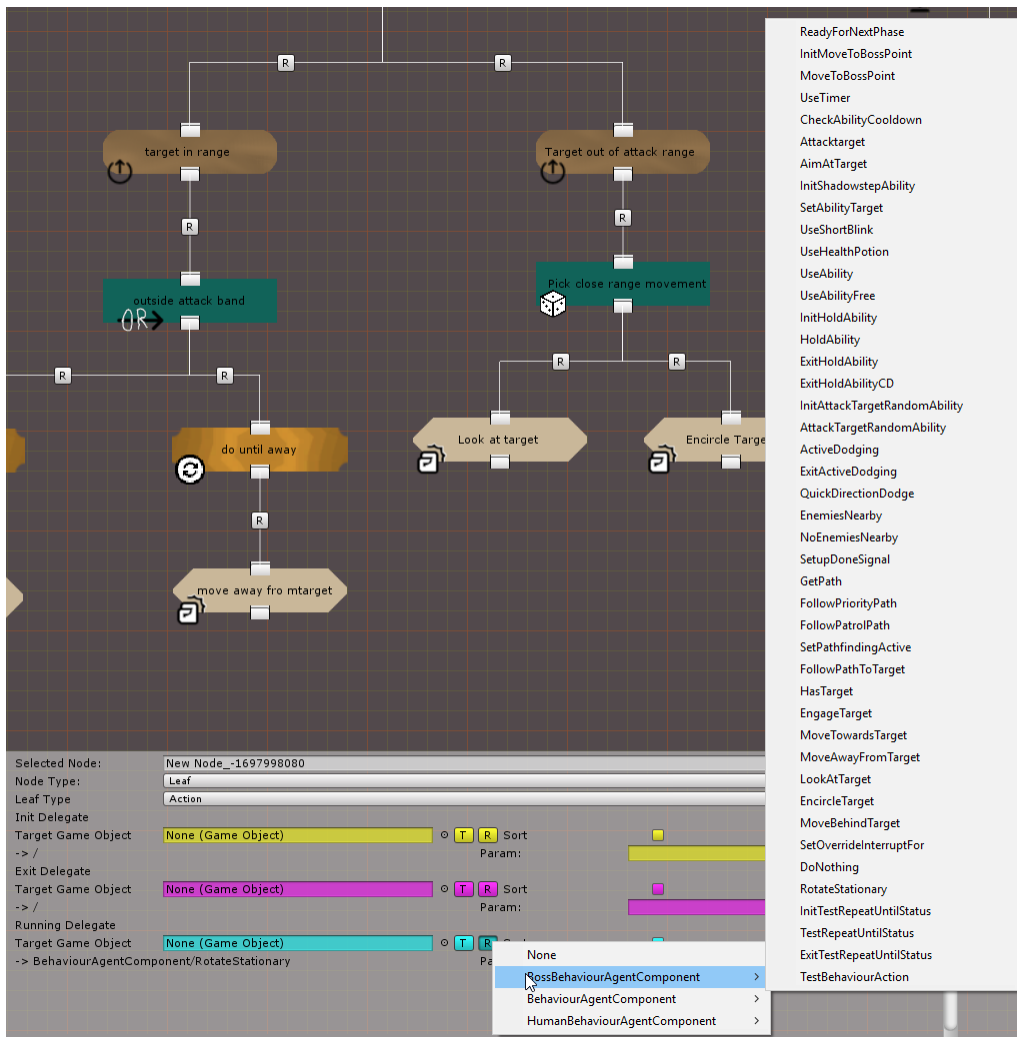 R
R
target in range
Target out of attack range
R
R
outside attack band
OR
Pick close range movement
R
R
R
R
do until away
Look at target
Encircle Targe
R
move away fro mtarget
ReadyForNextPhase
InitMoveToBossPoint
MoveToBossPoint
UseTimer
CheckAbilityCooldown
Attacktarget
AimAtTarget
InitShadowstepAbility
SetAbilityTarget
UseShortBlink
UseHealthPotion
UseAbility
UseAbilityFree
InitHoldAbility
HoldAbility
ExitHoldAbility
ExitHoldAbilityCD
InitAttackTargetRandomAbility
AttackTargetRandomAbility
ActiveDodging
ExitActiveDodging
QuickDirectionDodge
EnemiesNearby
NoEnemiesNearby
SetupDoneSignal
GetPath
FollowPriorityPath
FollowPatrolPath
SetPathfindingActive
FollowPathToTarget
HasTarget
EngageTarget
MoveTowardsTarget
MoveAwayFromTarget
LookAtTarget
EncircleTarget
MoveBehindTarget
SetOverrideInterruptFor
DoNothing
RotateStationary
InitTestRepeatUntilStatus
TestRepeatUntilStatus
ExitTestRepeatUntilStatus
TestBehaviourAction
Selected Node: New Node_-1697998080
Node Type: Leaf
Leaf Type Action
Init Delegate
Target Game Object None (Game Object) T R Sort
-> / Param:
Exit Delegate
Target Game Object None (Game Object) T R Sort
-> / Param:
Running Delegate
Target Game Object None (Game Object) T R
-> BehaviourAgentComponent/RotateStationary
None
BossBehaviourAgentComponent >
BehaviourAgentComponent >
HumanBehaviourAgentComponent >